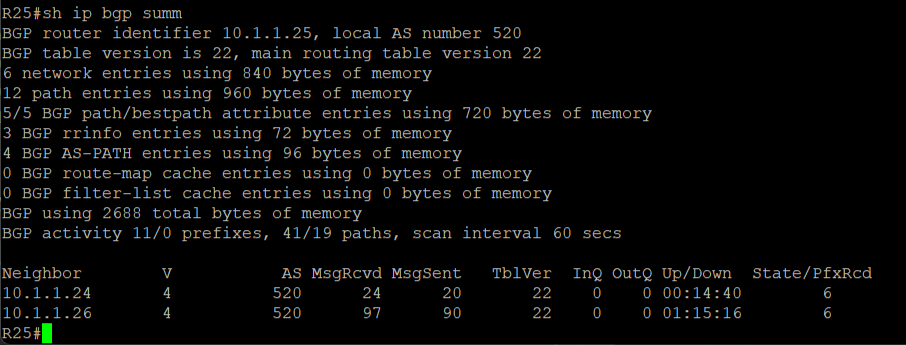 R25#sh ip bgp summ
BGP router identifier 10.1.1.25, local AS number 520
BGP table version is 22, main routing table version 22
6 network entries using 840 bytes of memory
12 path entries using 960 bytes of memory
5/5 BGP path/bestpath attribute entries using 720 bytes of memory
3 BGP rrinfo entries using 72 bytes of memory
4 BGP AS-PATH entries using 96 bytes of memory
0 BGP route-map cache entries using 0 bytes of memory
0 BGP filter-list cache entries using 0 bytes of memory
BGP using 2688 total bytes of memory
BGP activity 11/0 prefixes, 41/19 paths, scan interval 60 secs

Neighbor        V           AS MsgRcvd MsgSent   TblVer  InQ OutQ Up/Down  State/PfxRcd
10.1.1.24       4          520      24      20       22    0    0 00:14:40        6
10.1.1.26       4          520      97      90       22    0    0 01:15:16        6
R25#